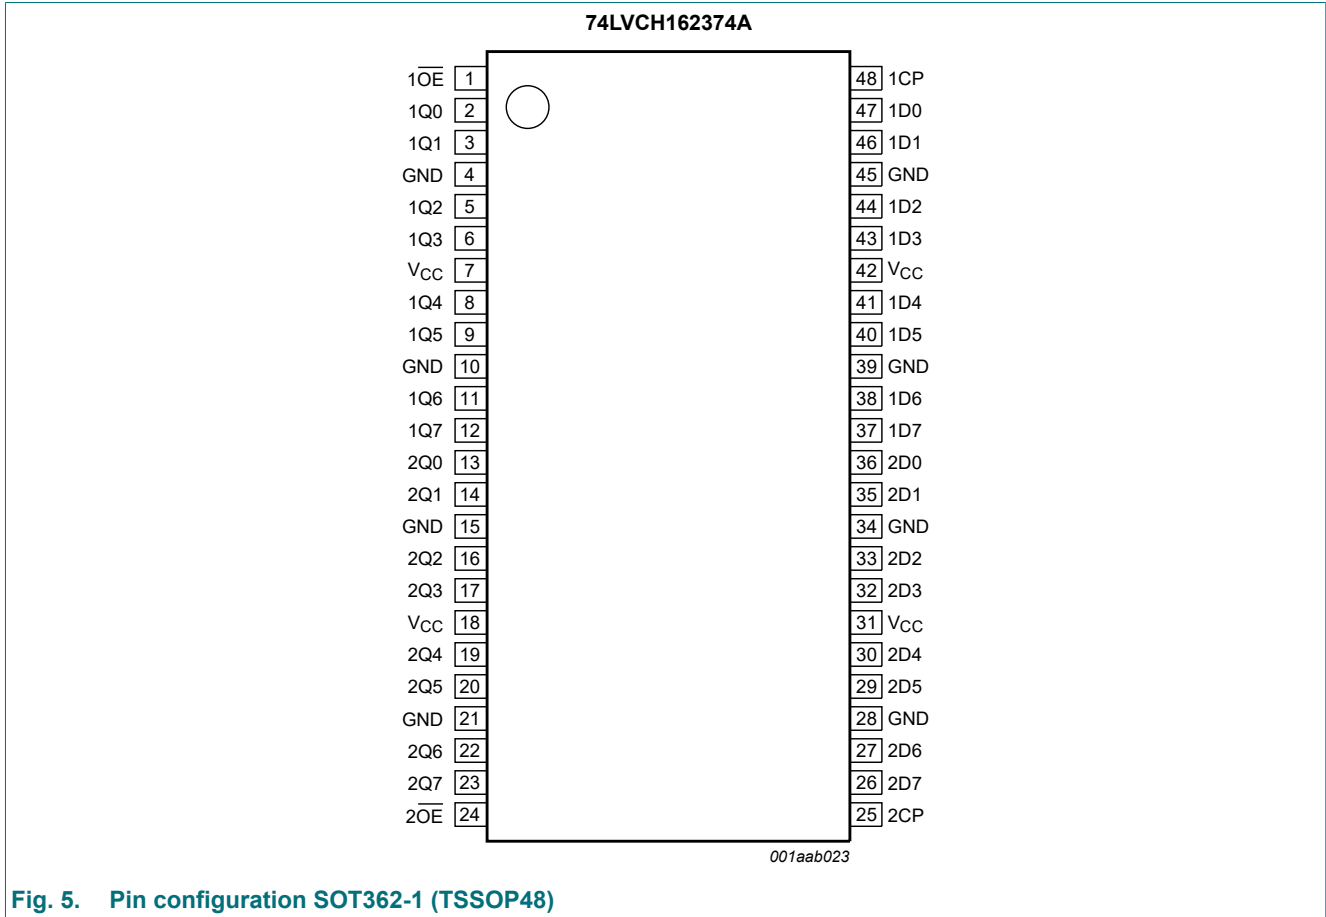 74LVCH162374A
1O̅E̅ 1 48 1CP
1Q0 2 47 1D0
1Q1 3 46 1D1
GND 4 45 GND
1Q2 5 44 1D2
1Q3 6 43 1D3
VCC 7 42 VCC
1Q4 8 41 1D4
1Q5 9 40 1D5
GND 10 39 GND
1Q6 11 38 1D6
1Q7 12 37 1D7
2Q0 13 36 2D0
2Q1 14 35 2D1
GND 15 34 GND
2Q2 16 33 2D2
2Q3 17 32 2D3
VCC 18 31 VCC
2Q4 19 30 2D4
2Q5 20 29 2D5
GND 21 28 GND
2Q6 22 27 2D6
2Q7 23 26 2D7
2O̅E̅ 24 25 2CP
001aab023
Fig. 5. Pin configuration SOT362-1 (TSSOP48)